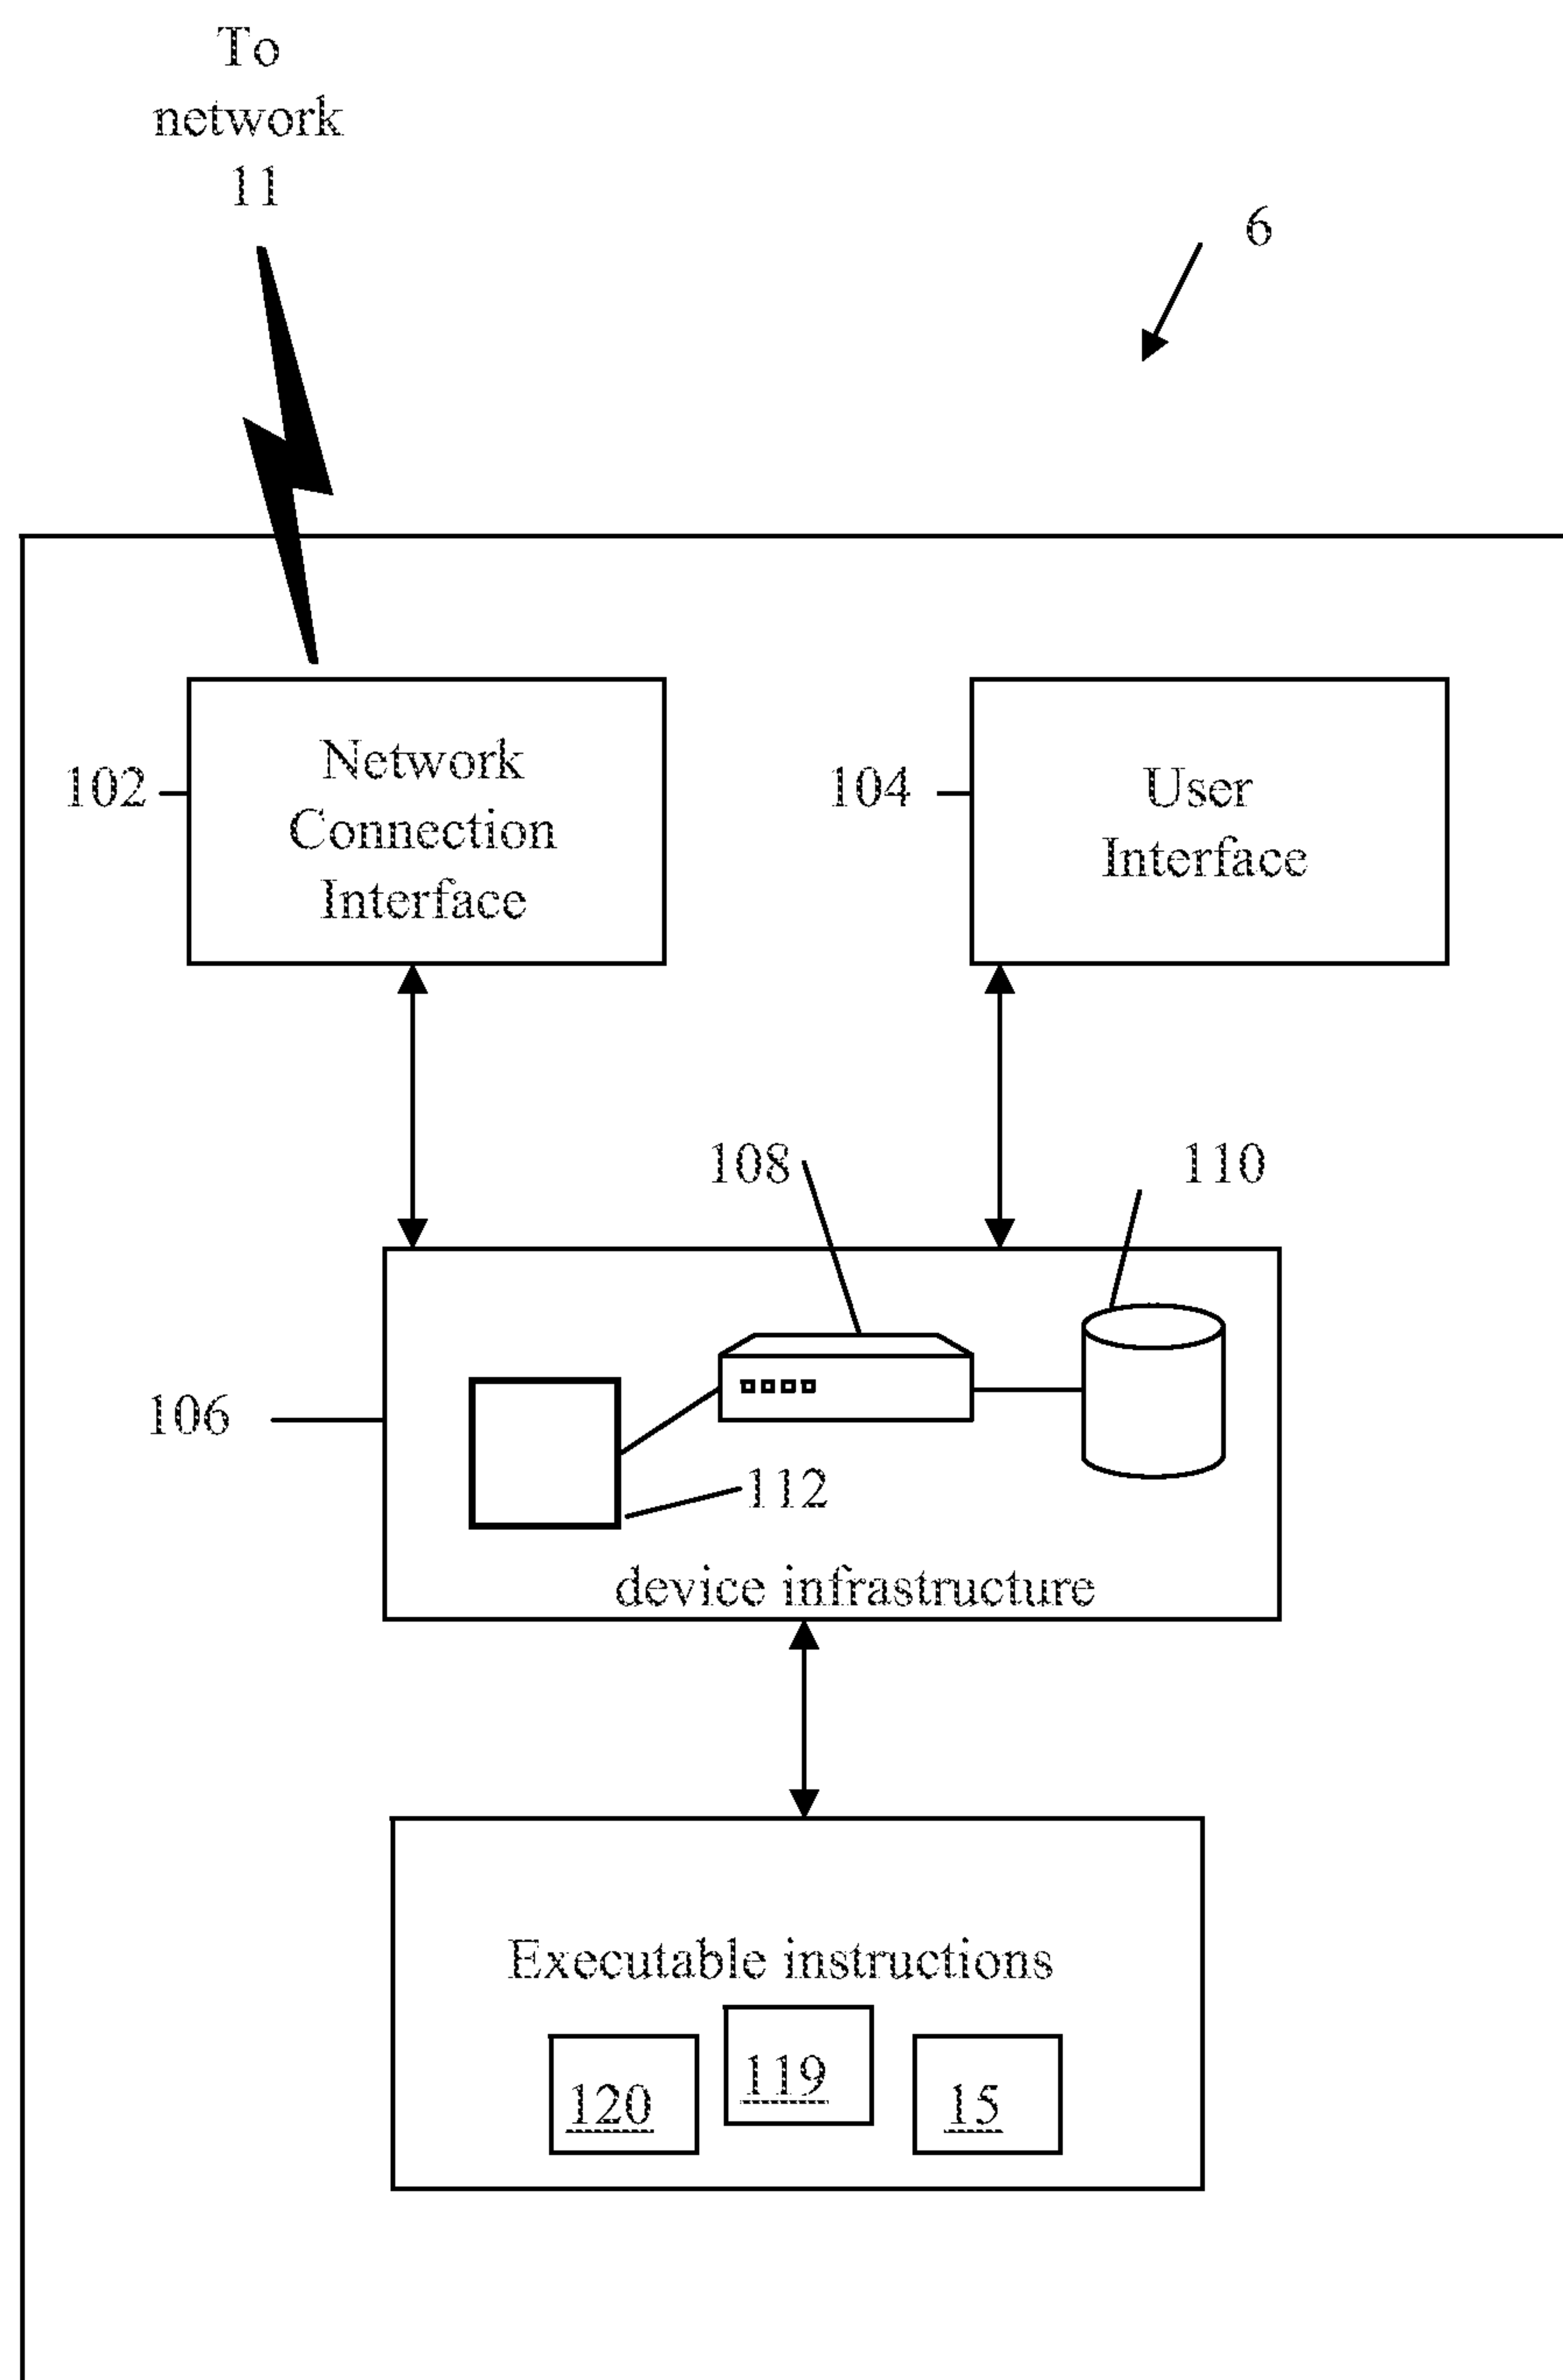 To
network
11
6
102
Network
Connection
Interface
104
User
Interface
108
110
106
112
device infrastructure
Executable instructions
120
119
15